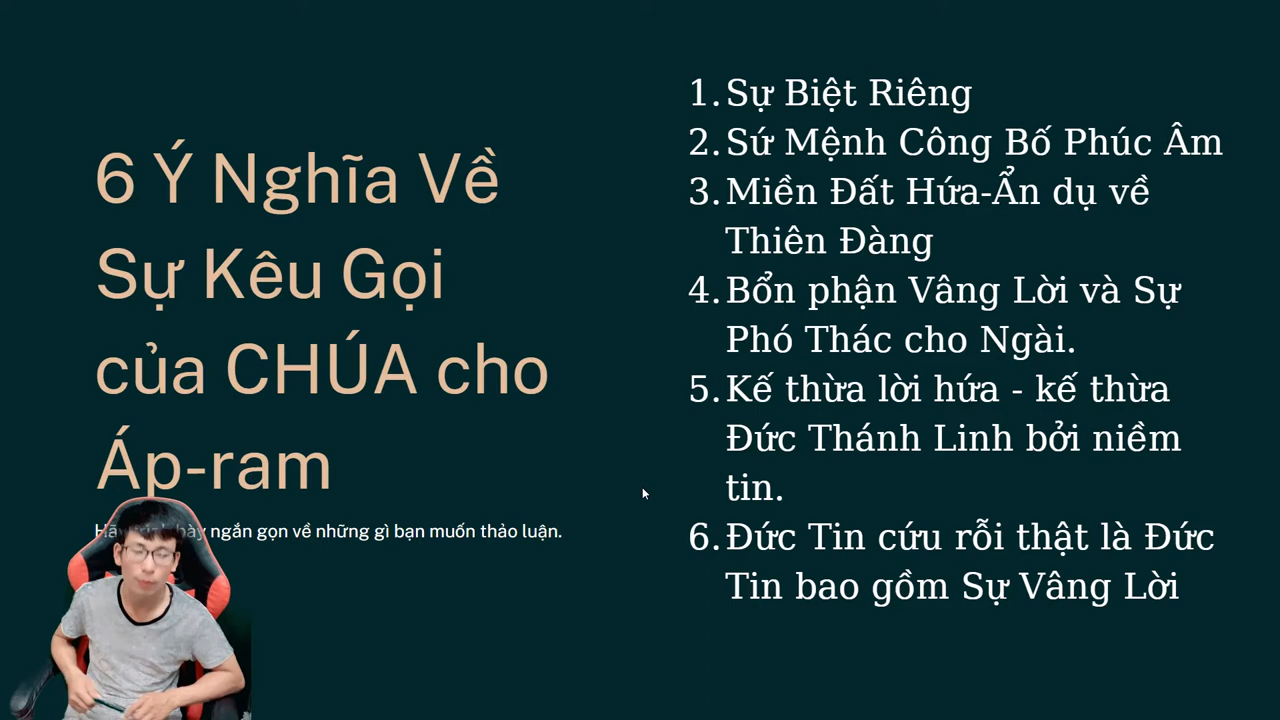 6 Ý Nghĩa Về
Sự Kêu Gọi
của CHÚA cho
Áp-ram
bày ngắn gọn về những gì bạn muốn thảo luận.
1. Sự Biệt Riêng
2. Sứ Mệnh Công Bố Phúc Âm
3. Miền Đất Hứa-Ẩn dụ về
Thiên Đàng
4. Bổn phận Vâng Lời và Sự
Phó Thác cho Ngài.
5. Kế thừa lời hứa - kế thừa
Đức Thánh Linh bởi niềm
tin.
6. Đức Tin cứu rỗi thật là Đức
Tin bao gồm Sự Vâng Lời